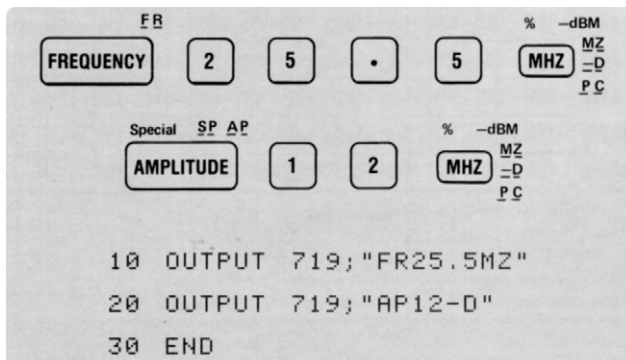 FR
% –dBM
FREQUENCY 2 5 . 5 MHZ MZ –D PC
Special SP AP
% –dBM
AMPLITUDE 1 2 MHZ MZ –D PC
10 OUTPUT 719;"FR25.5MZ"
20 OUTPUT 719;"AP12-D"
30 END